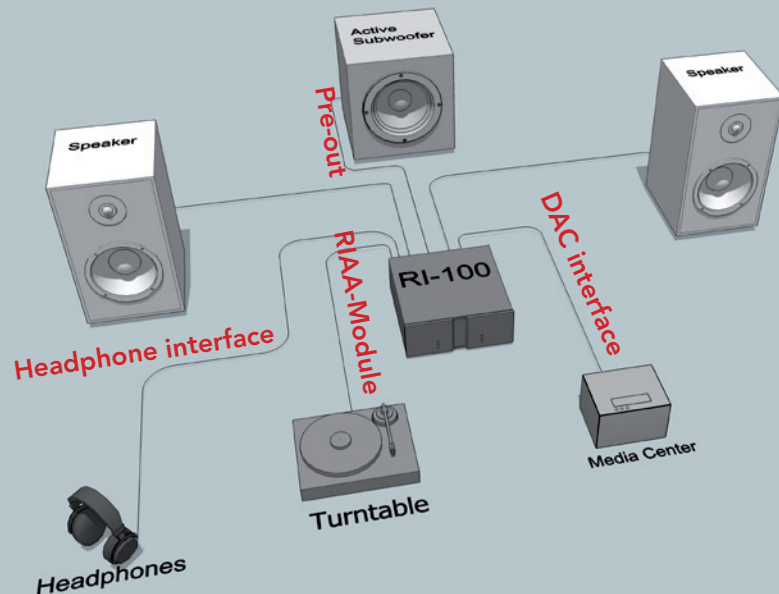 Active
Subwoofer
Speaker
Pre-out
Speaker
DAC interface
RIAA-Module
RI-100
Headphone interface
Media Center
Turntable
Headphones